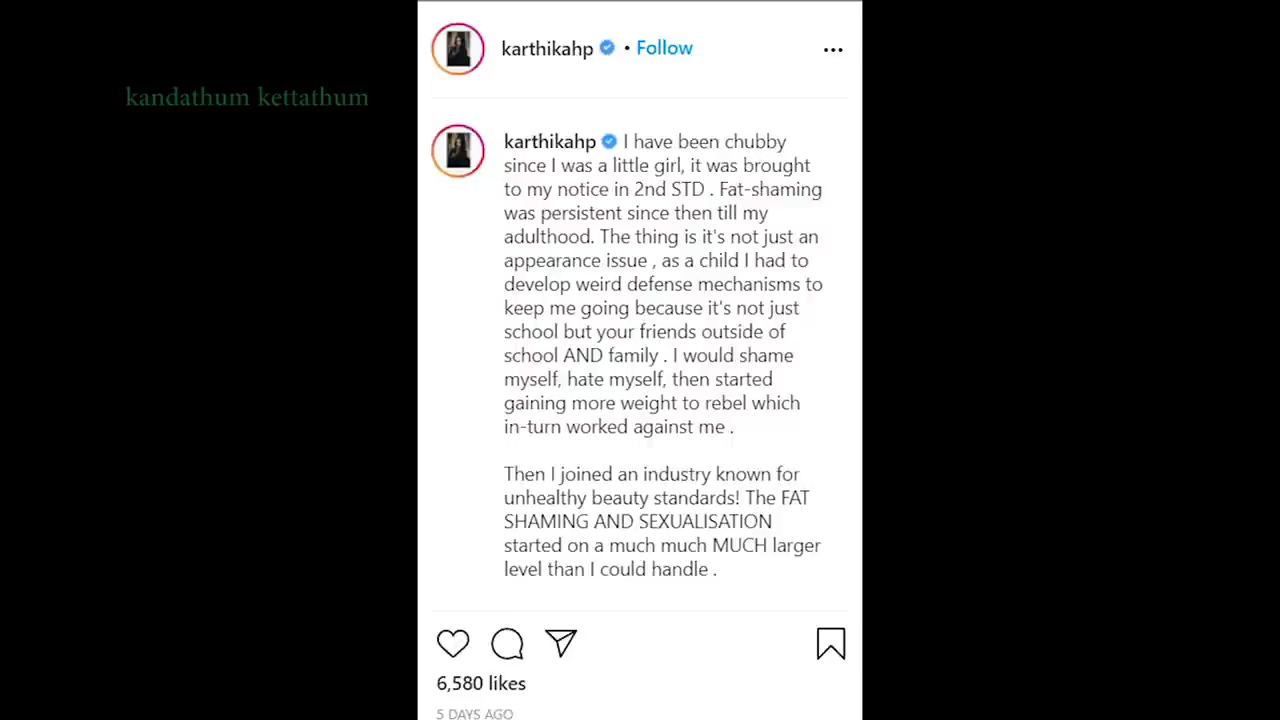 karthikahp • Follow
kandathum kettathum
karthikahp I have been chubby
since I was a little girl, it was brought
to my notice in 2nd STD . Fat-shaming
was persistent since then till my
adulthood. The thing is it's not just an
appearance issue , as a child I had to
develop weird defense mechanisms to
keep me going because it's not just
school but your friends outside of
school AND family . I would shame
myself, hate myself, then started
gaining more weight to rebel which
in-turn worked against me .
Then I joined an industry known for
unhealthy beauty standards! The FAT
SHAMING AND SEXUALISATION
started on a much much MUCH larger
level than I could handle .
6,580 likes
5 DAYS AGO